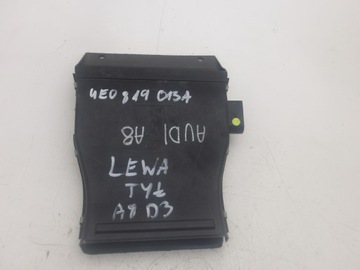 4E0 819 013A
AUDI A8
LEWA
TYŁ
A8 D3